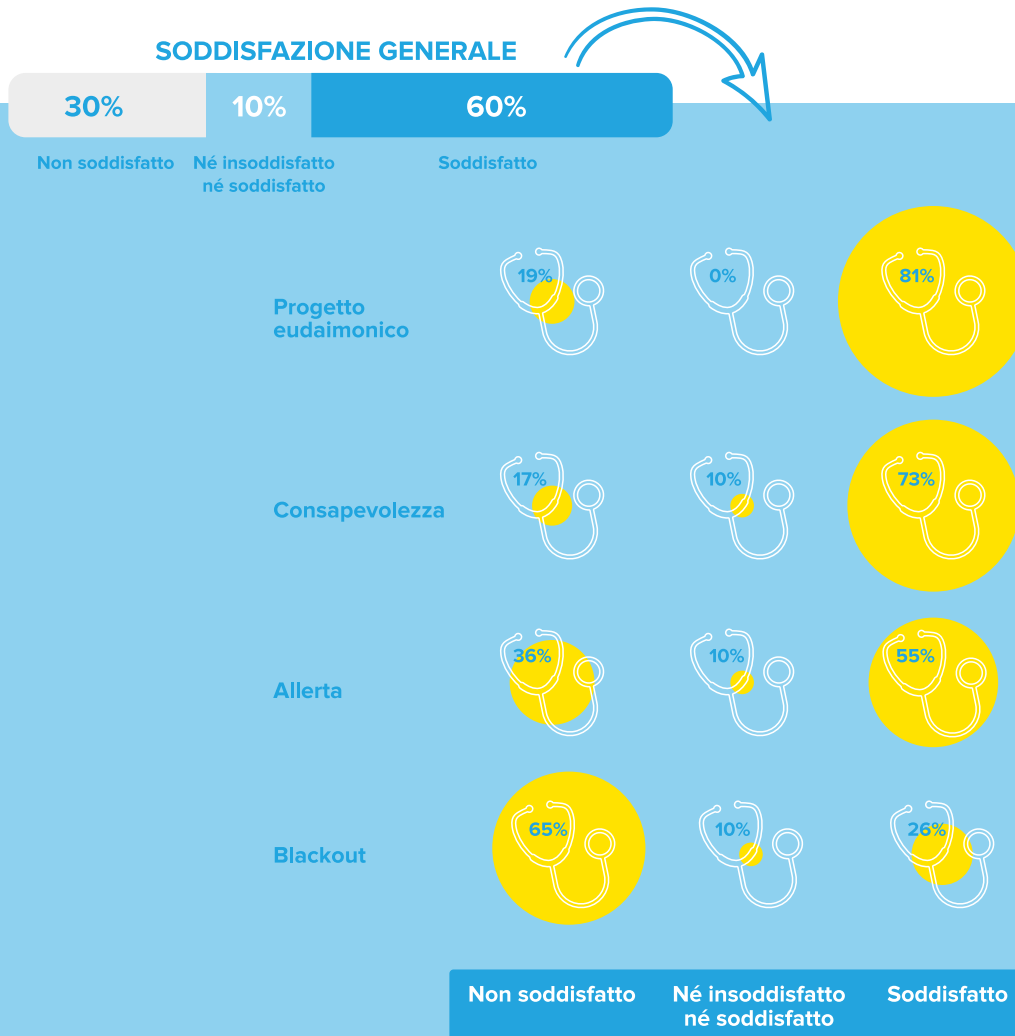 SODDISFAZIONE GENERALE
30%
10%
60%
Non soddisfatto
Né insoddisfatto
né soddisfatto
Soddisfatto
Progetto
eudaimonico
19%
0%
81%
Consapevolezza
17%
10%
73%
Allerta
36%
10%
55%
Blackout
65%
10%
26%
Non soddisfatto
Né insoddisfatto
né soddisfatto
Soddisfatto